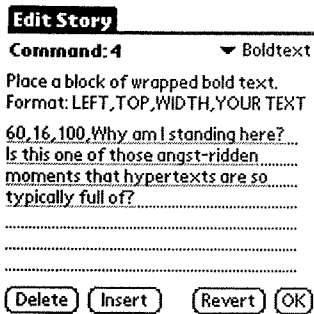 Edit Story
Command: 4 Boldtext
Place a block of wrapped bold text.
Format: LEFT,TOP,WIDTH,YOUR TEXT
60,16,100,Why am I standing here?
Is this one of those angst-ridden
moments that hypertexts are so
typically full of?
Delete Insert Revert OK